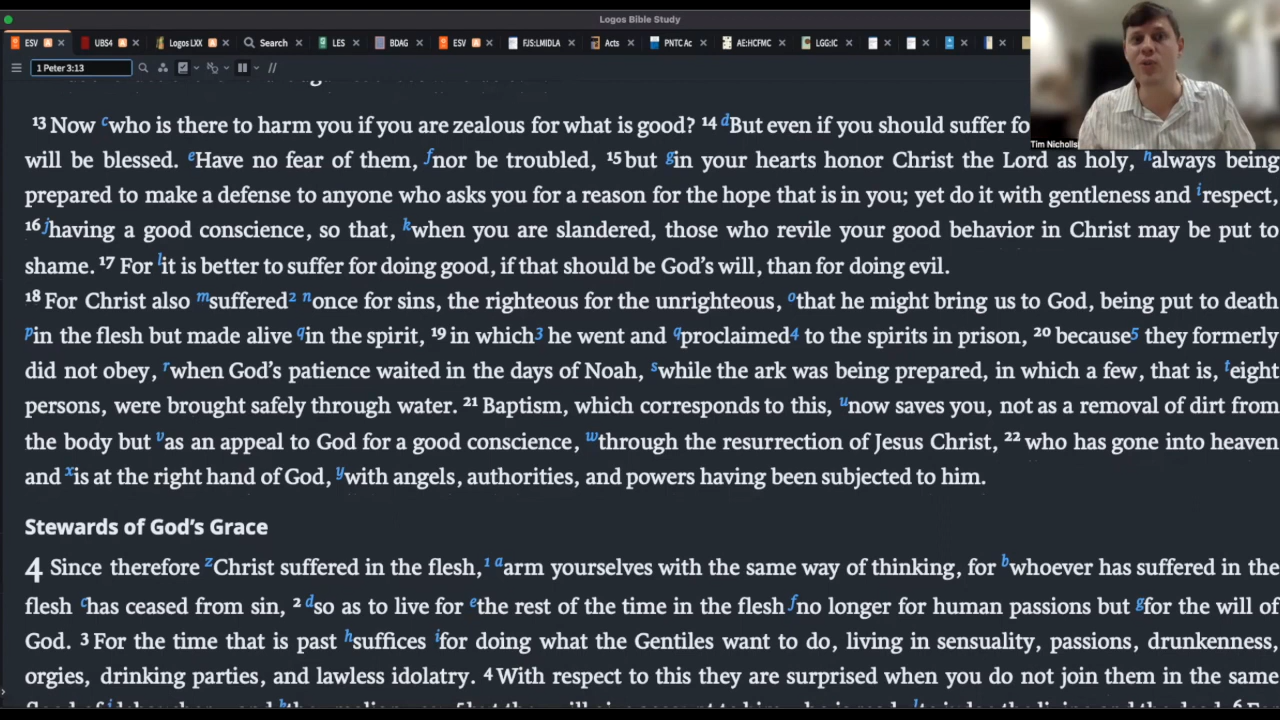 Logos Bible Study
ESV A × UBS4 A × Logos LXX A × Search × LES × BDAG × ESV A × FJS:LMIDLA × Acts × PNTC Ac × AE:HCFMC × LGG:IC × × × × ×
1 Peter 3:13
13 Now c who is there to harm you if you are zealous for what is good? 14 d But even if you should suffer fo
Tim Nicholls
will be blessed. e Have no fear of them, f nor be troubled, 15 but g in your hearts honor Christ the Lord as holy, h always being
prepared to make a defense to anyone who asks you for a reason for the hope that is in you; yet do it with gentleness and i respect,
16 j having a good conscience, so that, k when you are slandered, those who revile your good behavior in Christ may be put to
shame. 17 For l it is better to suffer for doing good, if that should be God’s will, than for doing evil.
18 For Christ also m suffered 2 n once for sins, the righteous for the unrighteous, o that he might bring us to God, being put to death
p in the flesh but made alive q in the spirit, 19 in which 3 he went and q proclaimed 4 to the spirits in prison, 20 because 5 they formerly
did not obey, r when God’s patience waited in the days of Noah, s while the ark was being prepared, in which a few, that is, t eight
persons, were brought safely through water. 21 Baptism, which corresponds to this, u now saves you, not as a removal of dirt from
the body but v as an appeal to God for a good conscience, w through the resurrection of Jesus Christ, 22 who has gone into heaven
and x is at the right hand of God, y with angels, authorities, and powers having been subjected to him.
Stewards of God’s Grace
4 Since therefore z Christ suffered in the flesh, 1 a arm yourselves with the same way of thinking, for b whoever has suffered in the
flesh c has ceased from sin, 2 d so as to live for e the rest of the time in the flesh f no longer for human passions but g for the will of
God. 3 For the time that is past h suffices i for doing what the Gentiles want to do, living in sensuality, passions, drunkenness,
orgies, drinking parties, and lawless idolatry. 4 With respect to this they are surprised when you do not join them in the same